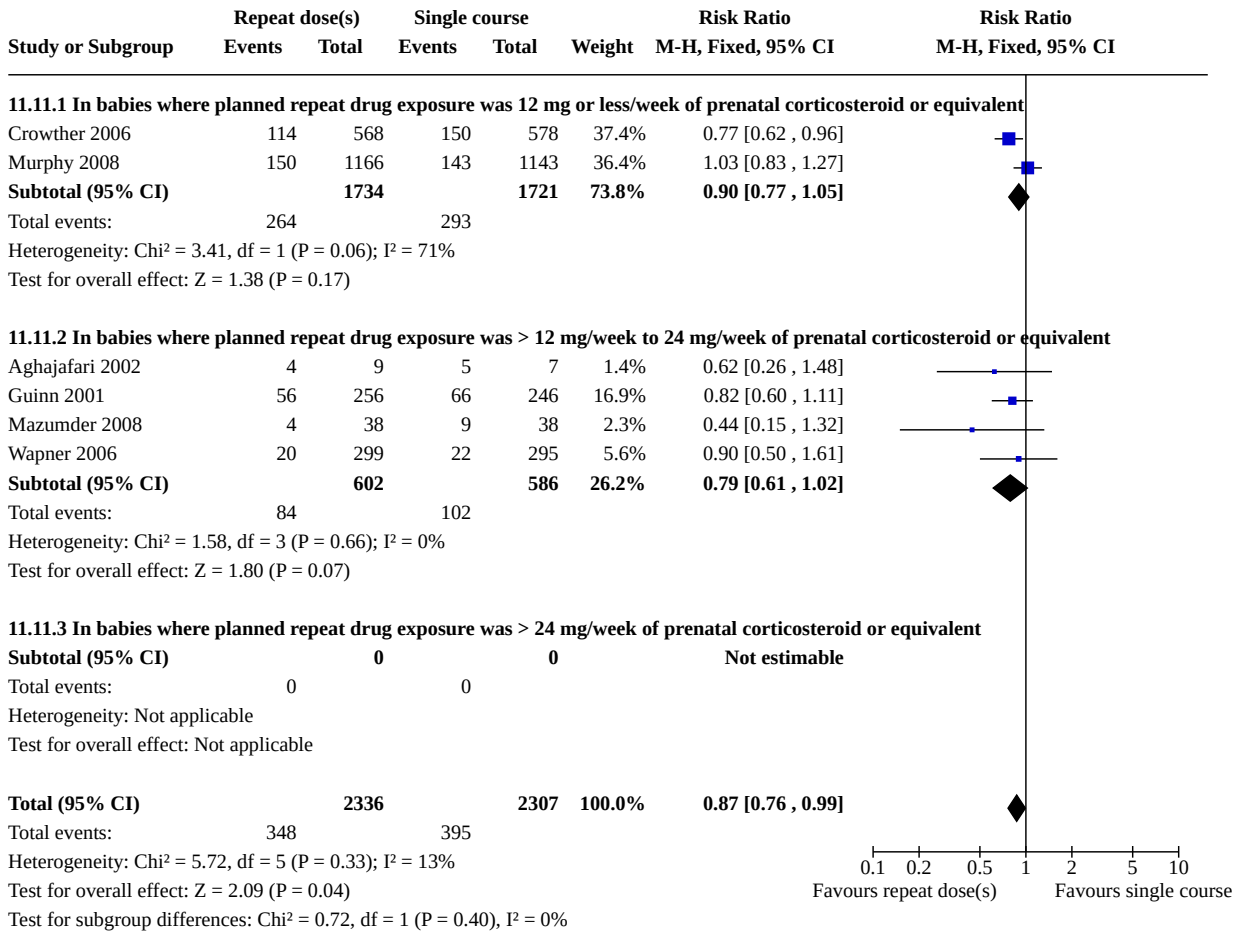 Repeat dose(s) Single course Risk Ratio Risk Ratio
Study or Subgroup Events Total Events Total Weight M-H, Fixed, 95% CI M-H, Fixed, 95% CI
11.11.1 In babies where planned repeat drug exposure was 12 mg or less/week of prenatal corticosteroid or equivalent
Crowther 2006 114 568 150 578 37.4% 0.77 [0.62 , 0.96]
Murphy 2008 150 1166 143 1143 36.4% 1.03 [0.83 , 1.27]
Subtotal (95% CI) 1734 1721 73.8% 0.90 [0.77 , 1.05]
Total events: 264 293
Heterogeneity: Chi² = 3.41, df = 1 (P = 0.06); I² = 71%
Test for overall effect: Z = 1.38 (P = 0.17)
11.11.2 In babies where planned repeat drug exposure was > 12 mg/week to 24 mg/week of prenatal corticosteroid or equivalent
Aghajafari 2002 4 9 5 7 1.4% 0.62 [0.26 , 1.48]
Guinn 2001 56 256 66 246 16.9% 0.82 [0.60 , 1.11]
Mazumder 2008 4 38 9 38 2.3% 0.44 [0.15 , 1.32]
Wapner 2006 20 299 22 295 5.6% 0.90 [0.50 , 1.61]
Subtotal (95% CI) 602 586 26.2% 0.79 [0.61 , 1.02]
Total events: 84 102
Heterogeneity: Chi² = 1.58, df = 3 (P = 0.66); I² = 0%
Test for overall effect: Z = 1.80 (P = 0.07)
11.11.3 In babies where planned repeat drug exposure was > 24 mg/week of prenatal corticosteroid or equivalent
Subtotal (95% CI) 0 0 Not estimable
Total events: 0 0
Heterogeneity: Not applicable
Test for overall effect: Not applicable
Total (95% CI) 2336 2307 100.0% 0.87 [0.76 , 0.99]
Total events: 348 395
Heterogeneity: Chi² = 5.72, df = 5 (P = 0.33); I² = 13%
0.1 0.2 0.5 1 2 5 10
Test for overall effect: Z = 2.09 (P = 0.04)
Favours repeat dose(s) Favours single course
Test for subgroup differences: Chi² = 0.72, df = 1 (P = 0.40), I² = 0%